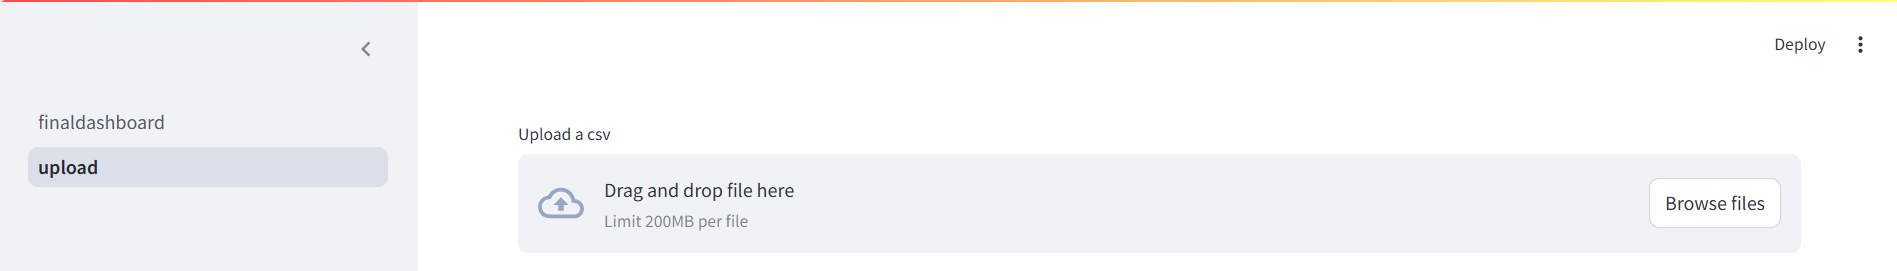 Deploy
finaldashboard
upload
Upload a csv
Drag and drop file here
Limit 200MB per file
Browse files